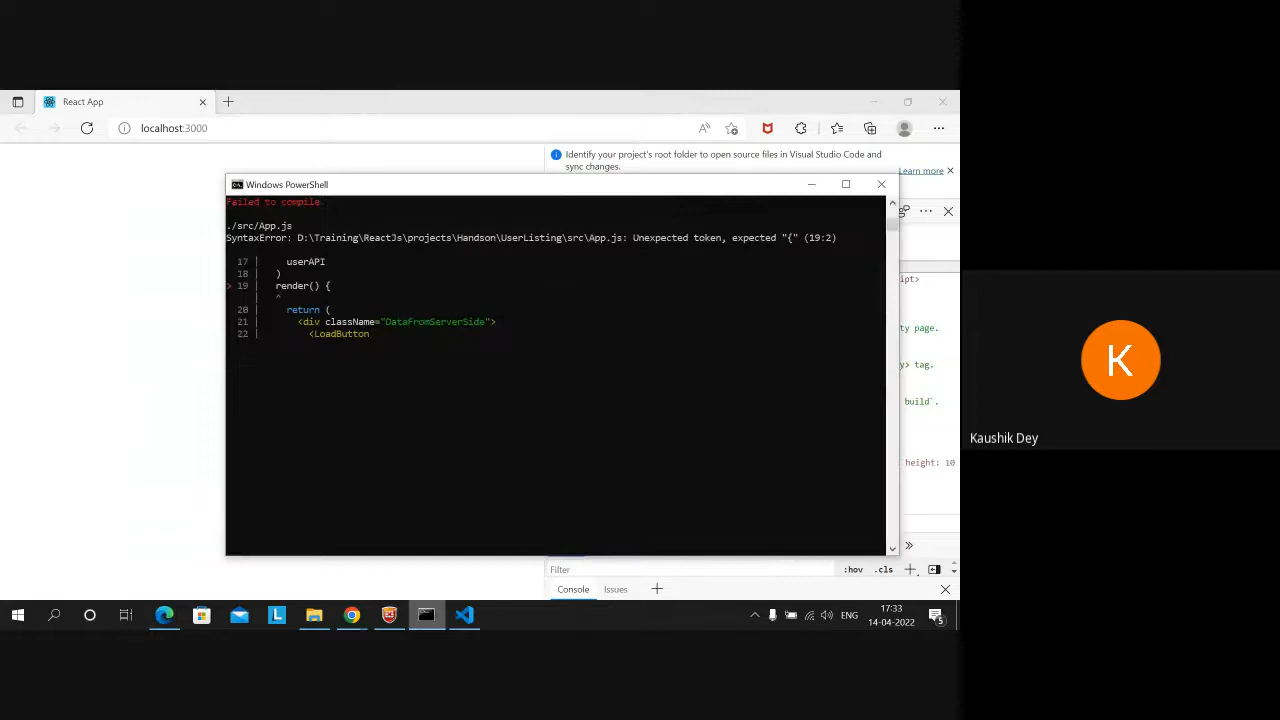 React App
localhost:3000
Identify your project's root folder to open source files in Visual Studio Code and
sync changes.
Learn more
Windows PowerShell
Failed to compile.
./src/App.js
SyntaxError: D:\Training\ReactJs\projects\Handson\UserListing\src\App.js: Unexpected token, expected "{" (19:2)
17 | userAPI
18 | )
> 19 | render() {
| ^
20 | return (
21 | <div className="DataFromServerSide">
22 | <LoadButton
ipt>
ty page.
y> tag.
build`.
height: 10
K
Kaushik Dey
Filter
:hov .cls
Console Issues
ENG
17:33
14-04-2022
5